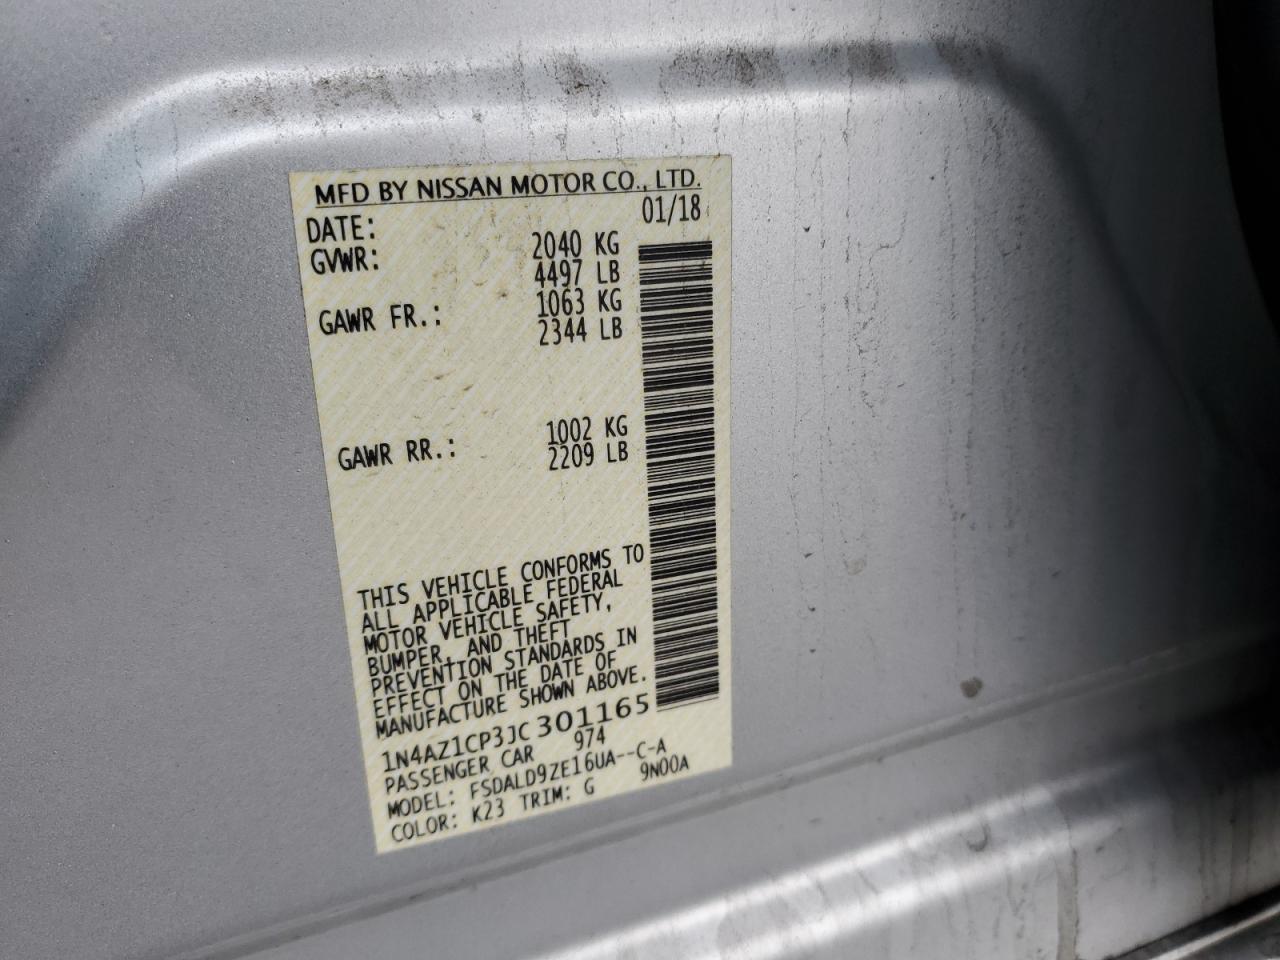 MFD BY NISSAN MOTOR CO., LTD.
DATE: 01/18
GVWR: 2040 KG
4497 LB
GAWR FR.: 1063 KG
2344 LB
GAWR RR.: 1002 KG
2209 LB
THIS VEHICLE CONFORMS TO
ALL APPLICABLE FEDERAL
MOTOR VEHICLE SAFETY,
BUMPER, AND THEFT
PREVENTION STANDARDS IN
EFFECT ON THE DATE OF
MANUFACTURE SHOWN ABOVE.
1N4AZ1CP3JC301165
PASSENGER CAR 974
MODEL: FSDALD9ZE16UA--C-A
COLOR: K23 TRIM: G 9N00A